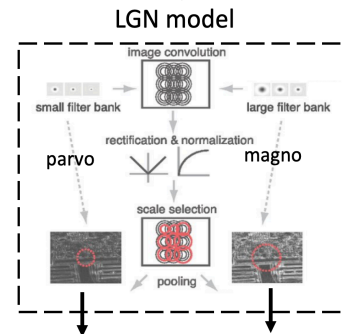 LGN model
image convolution
small filter bank
large filter bank
parvo
magno
rectification & normalization
scale selection
pooling